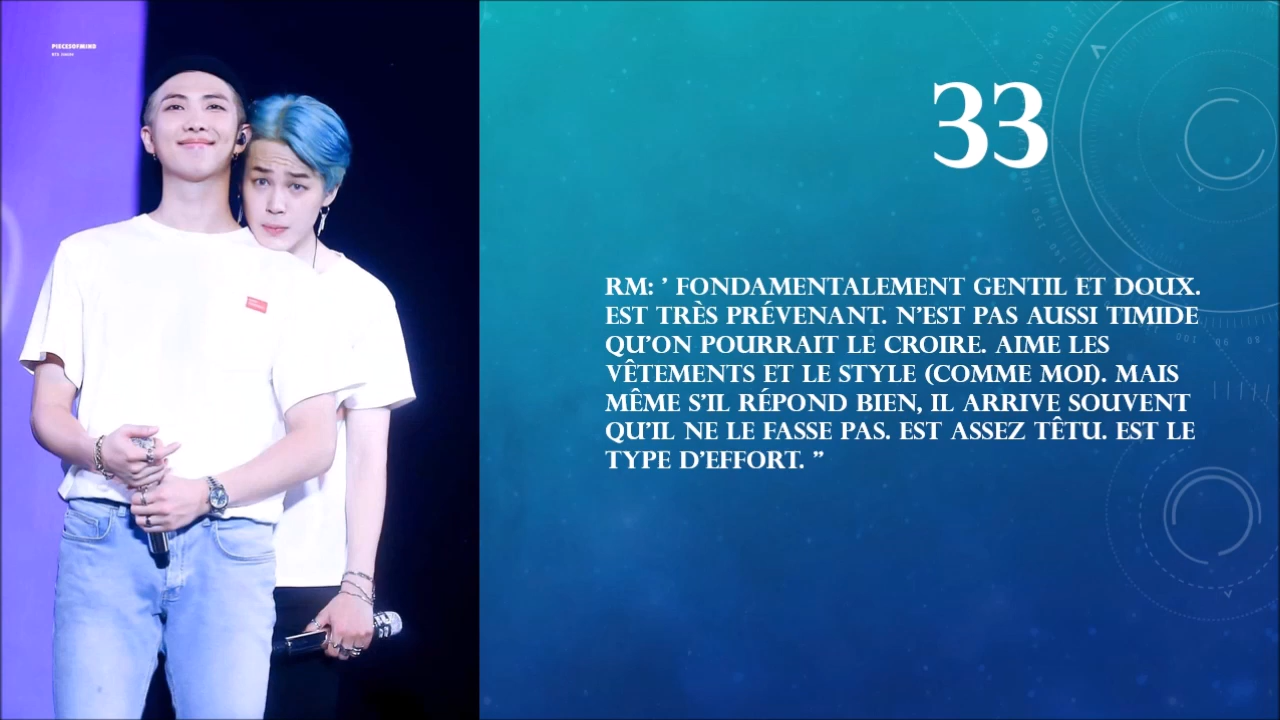 PIECESOFMIND
33
RM: ’ FONDAMENTALEMENT GENTIL ET DOUX.
EST TRÈS PRÉVENANT. N’EST PAS AUSSI TIMIDE
QU’ON POURRAIT LE CROIRE. AIME LES
VÊTEMENTS ET LE STYLE (COMME MOI). MAIS
MÊME S’IL RÉPOND BIEN, IL ARRIVE SOUVENT
QU’IL NE LE FASSE PAS. EST ASSEZ TÊTU. EST LE
TYPE D’EFFORT. ”